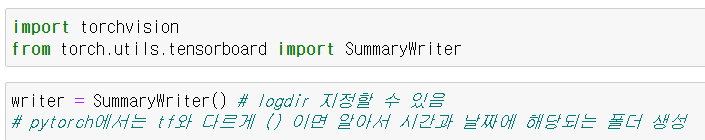 import torchvision
from torch.utils.tensorboard import SummaryWriter
writer = SummaryWriter() # logdir 지정할 수 있음
# pytorch에서는 tf와 다르게 () 이면 알아서 시간과 날짜에 해당되는 폴더 생성